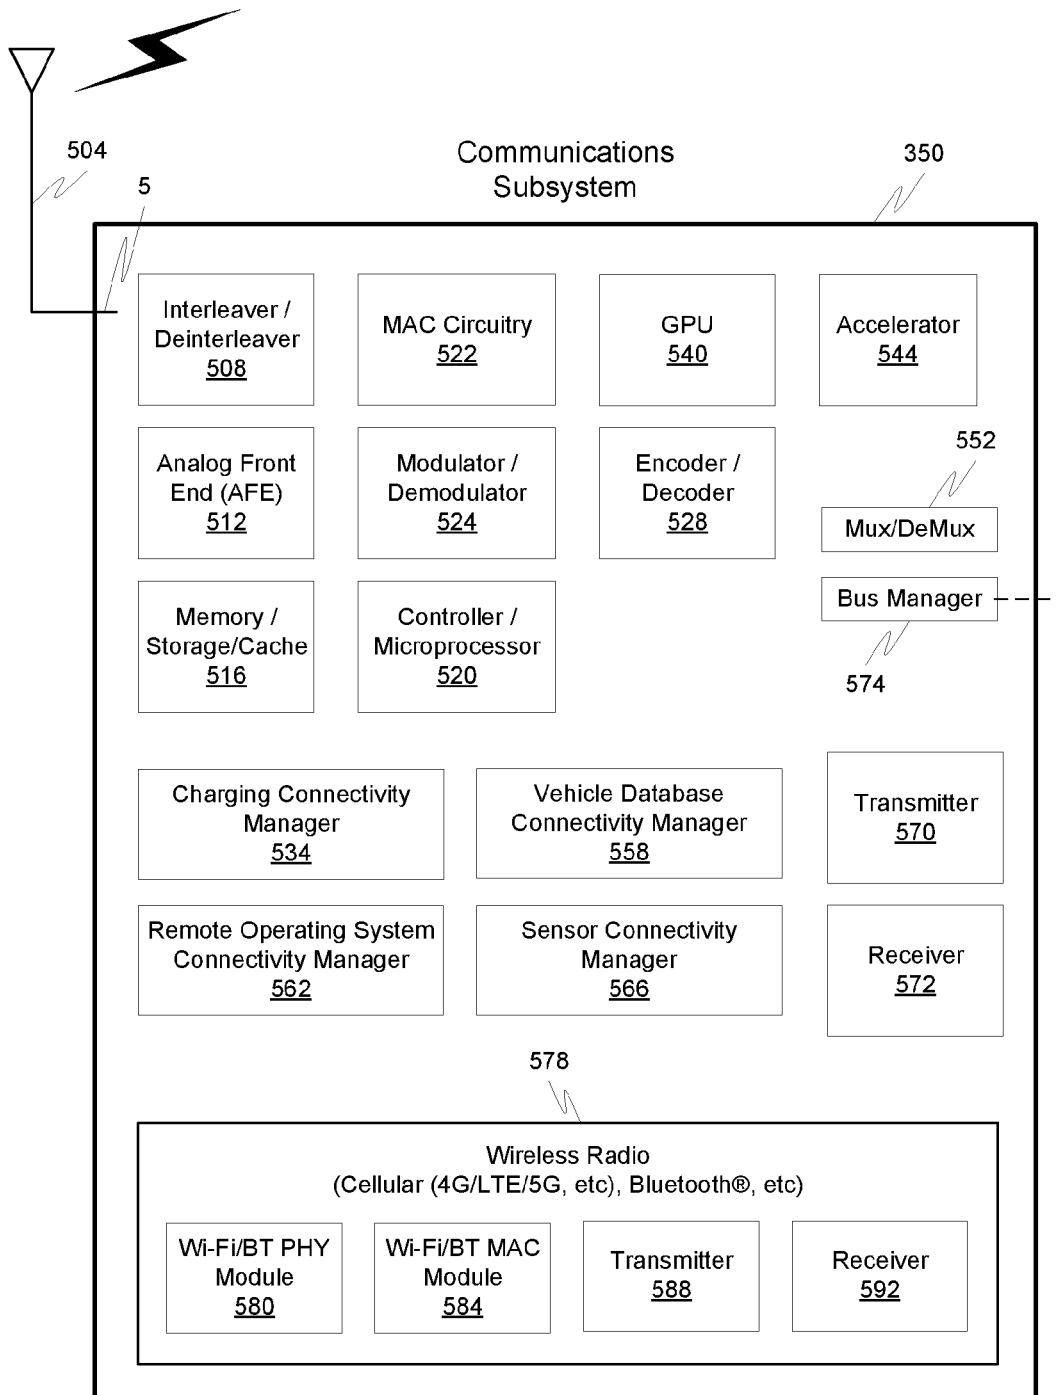 504
5
Communications
Subsystem
350
Interleaver /
Deinterleaver
508
MAC Circuitry
522
GPU
540
Accelerator
544
Analog Front
End (AFE)
512
Modulator /
Demodulator
524
Encoder /
Decoder
528
552
Mux/DeMux
Memory /
Storage/Cache
516
Controller /
Microprocessor
520
Bus Manager
574
Charging Connectivity
Manager
534
Vehicle Database
Connectivity Manager
558
Transmitter
570
Remote Operating System
Connectivity Manager
562
Sensor Connectivity
Manager
566
Receiver
572
578
Wireless Radio
(Cellular (4G/LTE/5G, etc), Bluetooth®, etc)
Wi-Fi/BT PHY
Module
580
Wi-Fi/BT MAC
Module
584
Transmitter
588
Receiver
592